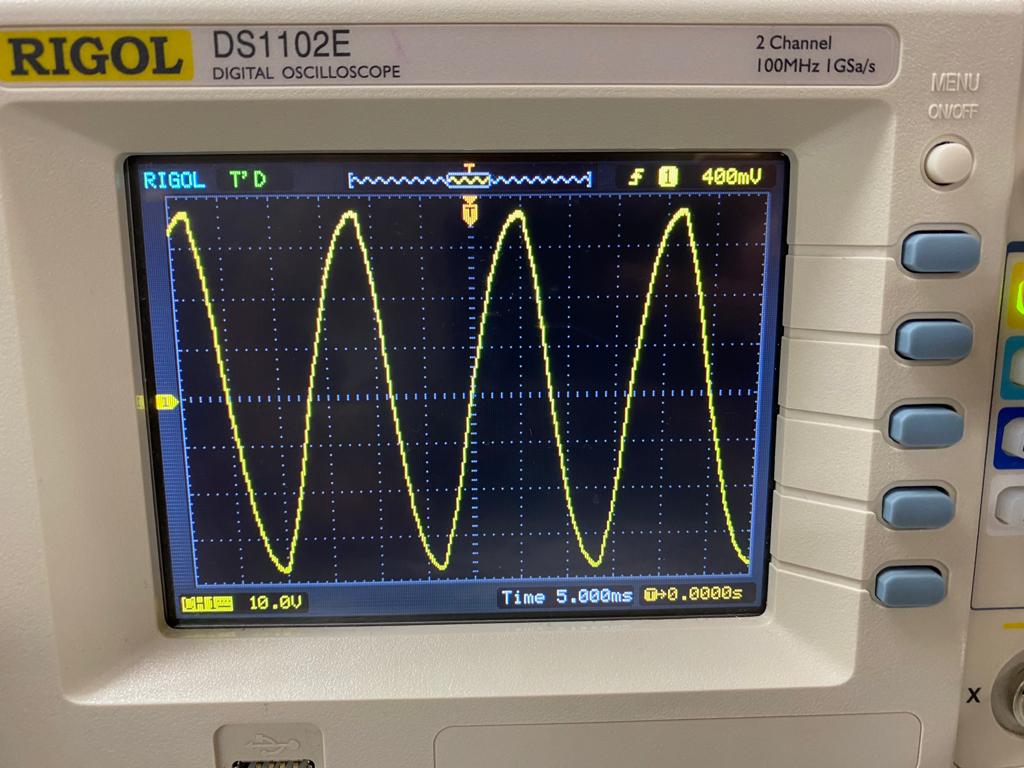 RIGOL
DS1102E
DIGITAL OSCILLOSCOPE
2 Channel
100MHz 1GSa/s
MENU
ON/OFF
RIGOL T'D
T
1 400mV
T
1
CH1 10.0V
Time 5.000ms T→0.0000s
X